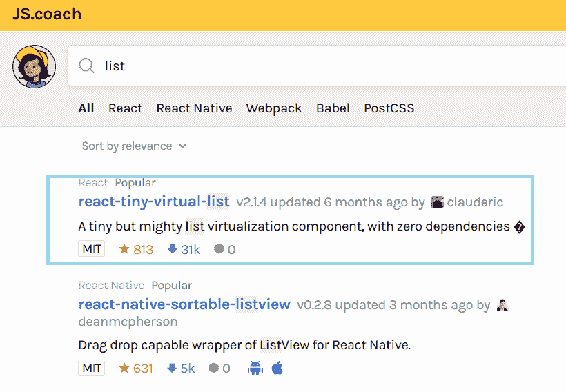 JS.coach
list
All React React Native Webpack Babel PostCSS
Sort by relevance
React Popular
react-tiny-virtual-list v2.1.4 updated 6 months ago by clauderic
A tiny but mighty list virtualization component, with zero dependencies �
MIT 813 31k 0
React Native Popular
react-native-sortable-listview v0.2.8 updated 3 months ago by
deanmcpherson
Drag drop capable wrapper of ListView for React Native.
MIT 631 5k 0